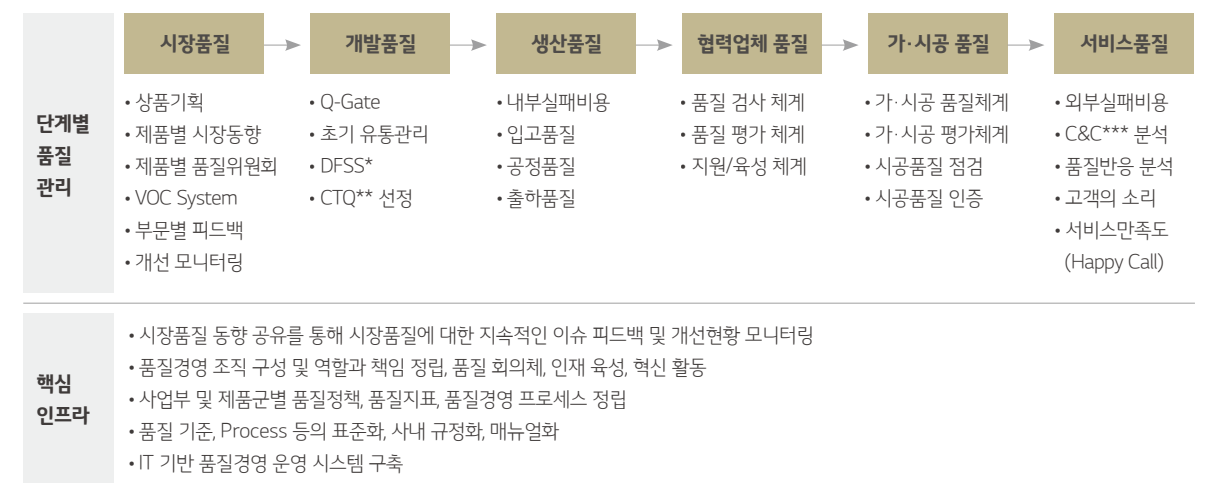 시장품질
개발품질
생산품질
협력업체 품질
가·시공 품질
서비스품질
단계별
품질
관리
• 상품기획
• 제품별 시장동향
• 제품별 품질위원회
• VOC System
• 부문별 피드백
• 개선 모니터링
• Q-Gate
• 초기 유통관리
• DFSS*
• CTQ** 선정
• 내부실패비용
• 입고품질
• 공정품질
• 출하품질
• 품질 검사 체계
• 품질 평가 체계
• 지원/육성 체계
• 가·시공 품질체계
• 가·시공 평가체계
• 시공품질 점검
• 시공품질 인증
• 외부실패비용
• C&C*** 분석
• 품질반응 분석
• 고객의 소리
• 서비스만족도
(Happy Call)
핵심
인프라
• 시장품질 동향 공유를 통해 시장품질에 대한 지속적인 이슈 피드백 및 개선현황 모니터링
• 품질경영 조직 구성 및 역할과 책임 정립, 품질 회의체, 인재 육성, 혁신 활동
• 사업부 및 제품군별 품질정책, 품질지표, 품질경영 프로세스 정립
• 품질 기준, Process 등의 표준화, 사내 규정화, 매뉴얼화
• IT 기반 품질경영 운영 시스템 구축